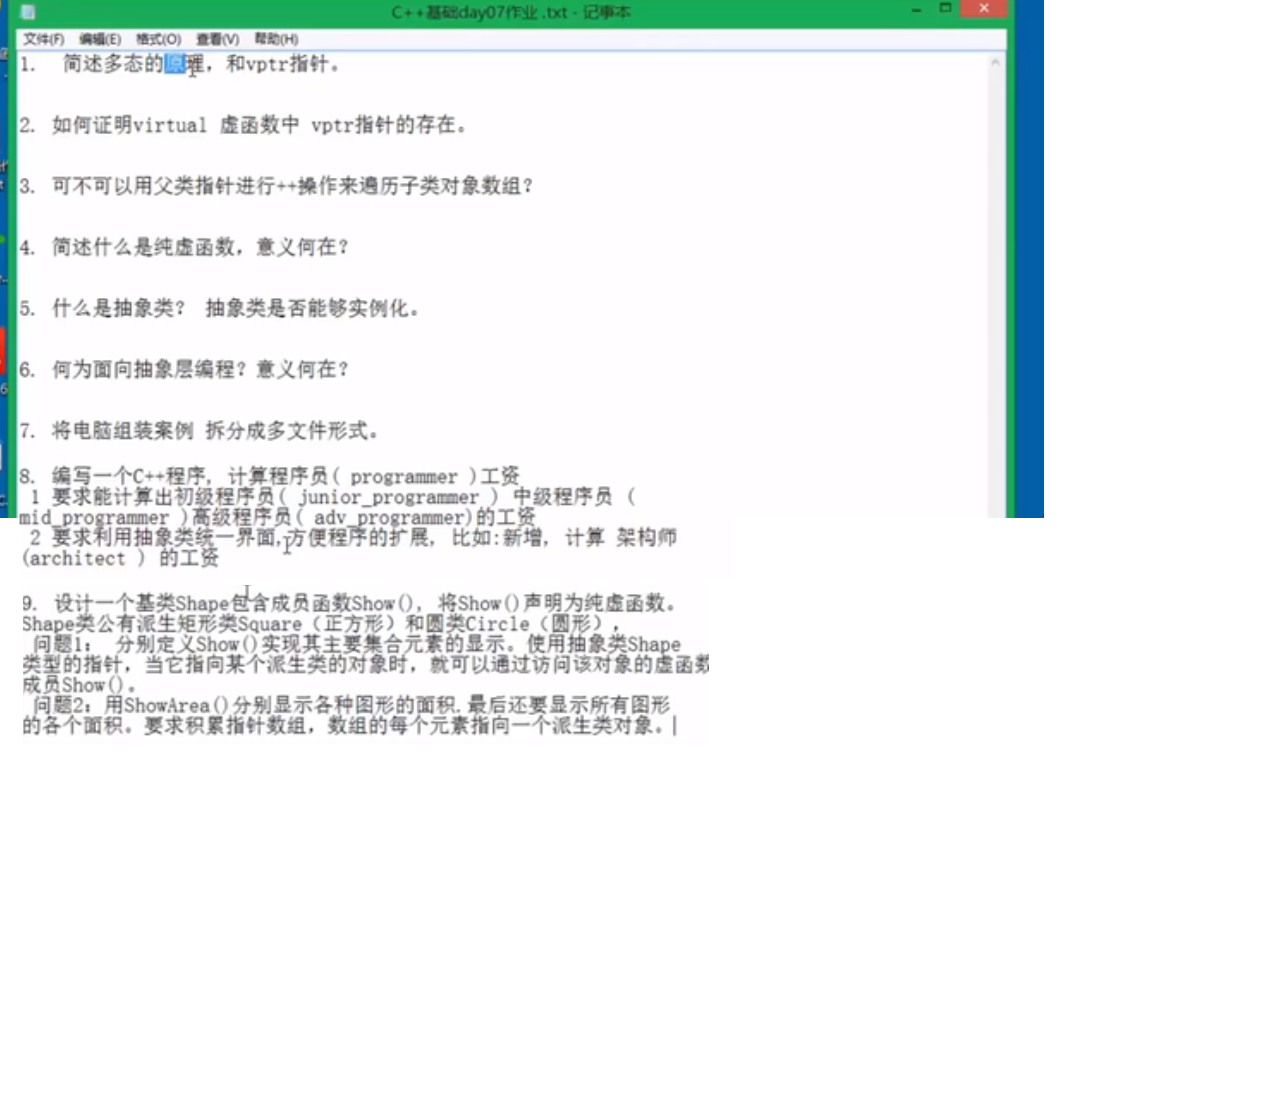 C++基础day07作业 .txt - 记事本
文件(F) 编辑(E) 格式(O) 查看(V) 帮助(H)
1. 简述多态的原理, 和vptr指针。
2. 如何证明virtual 虚函数中 vptr指针的存在。
3. 可不可以用父类指针进行++操作来遍历子类对象数组?
4. 简述什么是纯虚函数, 意义何在?
5. 什么是抽象类? 抽象类是否能够实例化。
6. 何为面向抽象层编程? 意义何在?
7. 将电脑组装案例 拆分成多文件形式。
8. 编写一个C++程序, 计算程序员( programmer )工资
1 要求能计算出初级程序员( junior_programmer ) 中级程序员 (
mid_programmer )高级程序员( adv_programmer)的工资
2 要求利用抽象类统一界面,方便程序的扩展, 比如:新增, 计算 架构师
(architect ) 的工资
9. 设计一个基类Shape包含成员函数Show(), 将Show()声明为纯虚函数。
Shape类公有派生矩形类Square（正方形）和圆类Circle（圆形），
问题1： 分别定义Show()实现其主要集合元素的显示。使用抽象类Shape
类型的指针，当它指向某个派生类的对象时，就可以通过访问该对象的虚函数
成员Show()。
问题2：用ShowArea()分别显示各种图形的面积.最后还要显示所有图形
的各个面积。要求积累指针数组，数组的每个元素指向一个派生类对象。